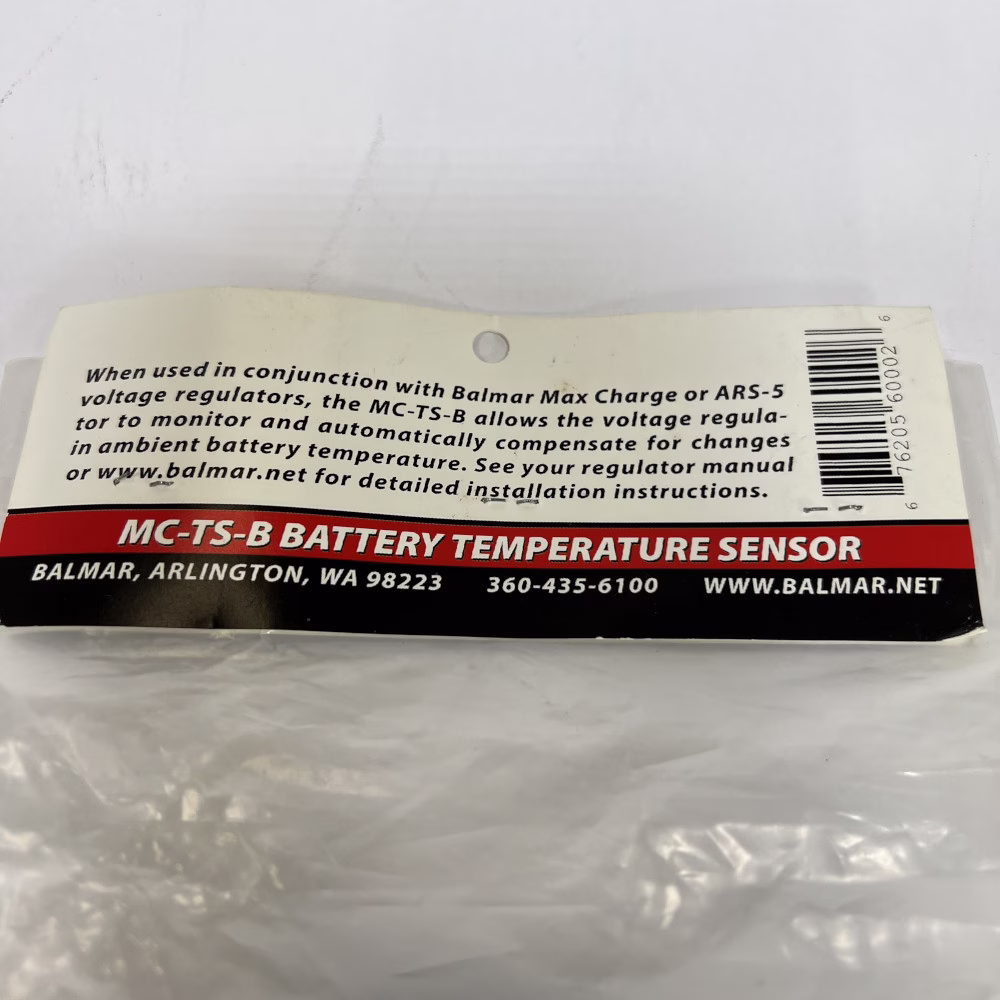 When used in conjunction with Balmar Max Charge or ARS-5
voltage regulators, the MC-TS-B allows the voltage regula-
tor to monitor and automatically compensate for changes
in ambient battery temperature. See your regulator manual
or www.balmar.net for detailed installation instructions.
6 76205 60002 6
MC-TS-B BATTERY TEMPERATURE SENSOR
BALMAR, ARLINGTON, WA 98223 360-435-6100 WWW.BALMAR.NET